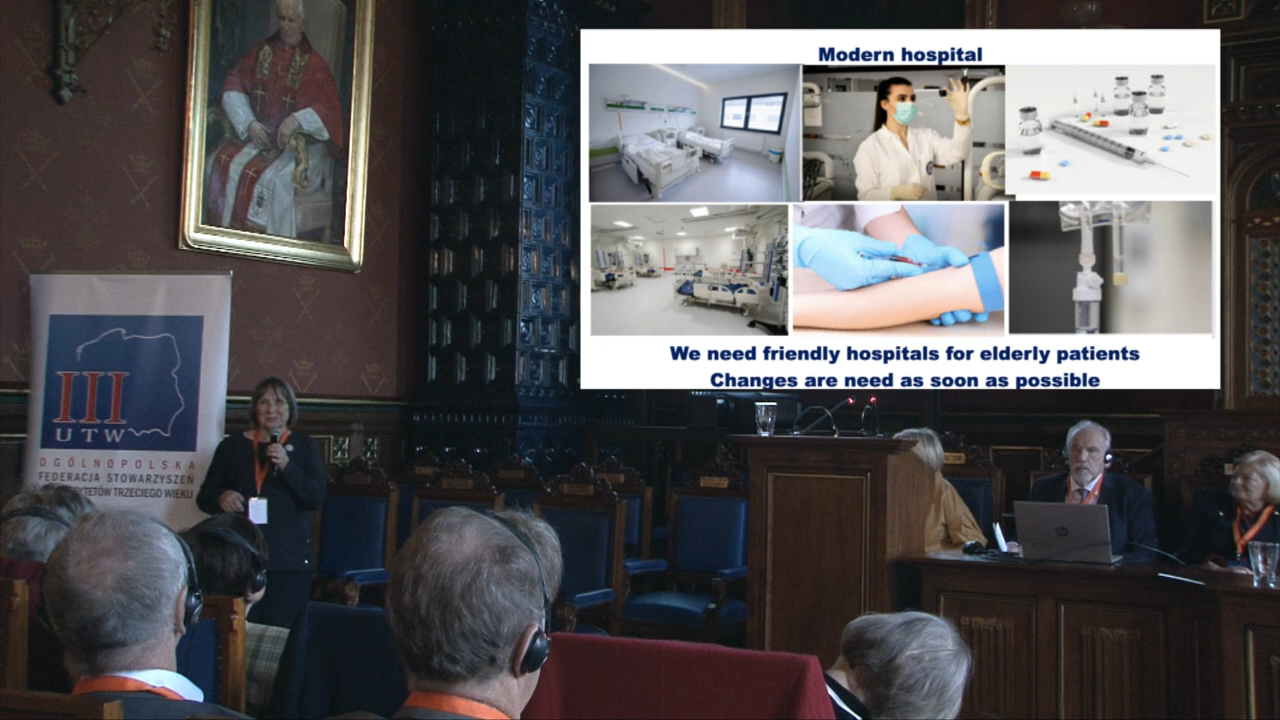 Modern hospital
We need friendly hospitals for elderly patients
Changes are need as soon as possible
III
UTW
OGÓLNOPOLSKA
FEDERACJA STOWARZYSZEŃ
TRZECIEGO WIEKU
hp